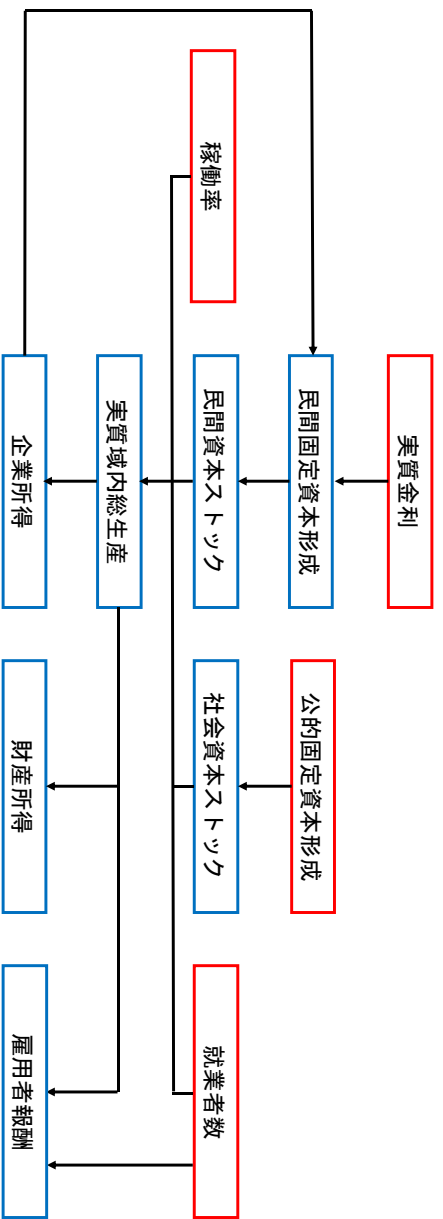 実質金利
民間固定資本形成
公的固定資本形成
稼働率
民間資本ストック
社会資本ストック
就業者数
実質域内総生産
企業所得
財産所得
雇用者報酬